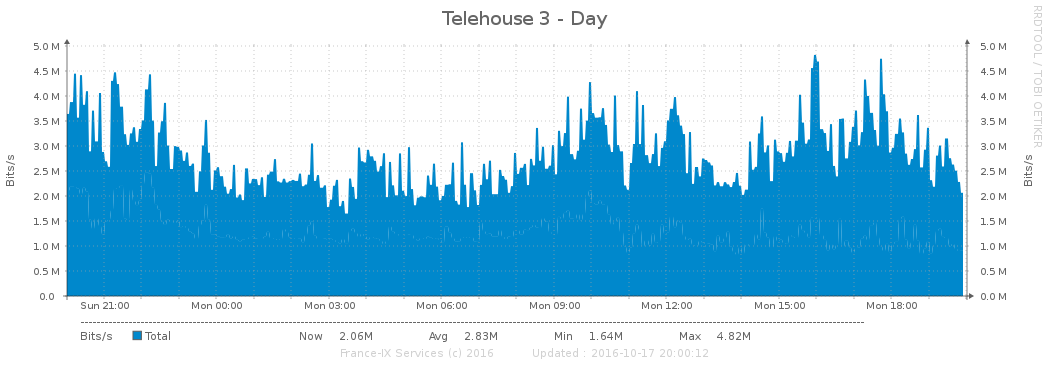 Telehouse 3 - Day
RRDTOOL / TOBI OETIKER
Bits/s
5.0 M 5.0 M
4.5 M 4.5 M
4.0 M 4.0 M
3.5 M 3.5 M
3.0 M 3.0 M
2.5 M 2.5 M
2.0 M 2.0 M
1.5 M 1.5 M
1.0 M 1.0 M
0.5 M 0.5 M
0.0 0.0 M
Bits/s
Sun 21:00 Mon 00:00 Mon 03:00 Mon 06:00 Mon 09:00 Mon 12:00 Mon 15:00 Mon 18:00
Bits/s Total Now 2.06M Avg 2.83M Min 1.64M Max 4.82M
France-IX Services (c) 2016 Updated : 2016-10-17 20:00:12